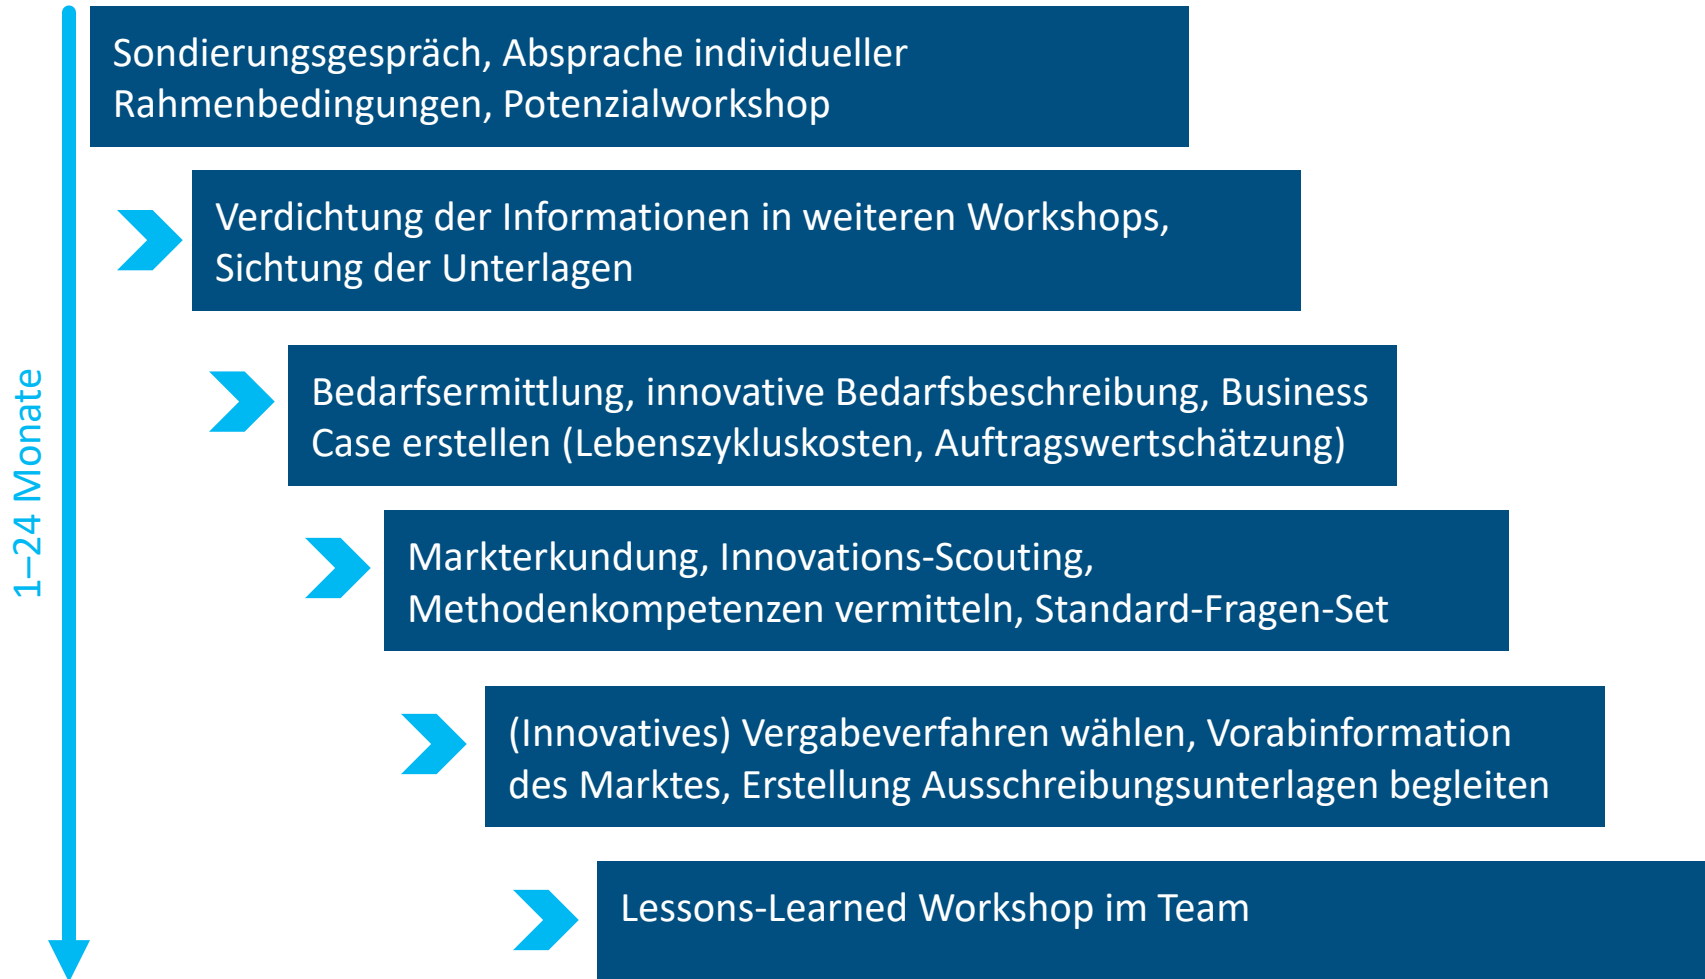 Sondierungsgespräch, Absprache individueller
Rahmenbedingungen, Potenzialworkshop
Verdichtung der Informationen in weiteren Workshops,
Sichtung der Unterlagen
1–24 Monate
Bedarfsermittlung, innovative Bedarfsbeschreibung, Business
Case erstellen (Lebenszykluskosten, Auftragswertschätzung)
Markterkundung, Innovations-Scouting,
Methodenkompetenzen vermitteln, Standard-Fragen-Set
(Innovatives) Vergabeverfahren wählen, Vorabinformation
des Marktes, Erstellung Ausschreibungsunterlagen begleiten
Lessons-Learned Workshop im Team